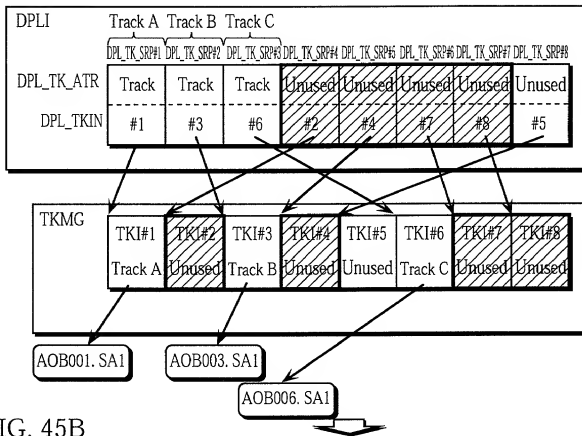 DPLI
Track A Track B Track C
DPL_TK_SRP#1 DPL_TK_SRP#2 DPL_TK_SRP#3 DPL_TK_SRP#4 DPL_TK_SRP#5 DPL_TK_SRP#6 DPL_TK_SRP#7 DPL_TK_SRP#8
DPL_TK_ATR Track Track Track Unused Unused Unused Unused Unused
DPL_TKIN #1 #3 #6 #2 #4 #7 #8 #5
TKMG TKI#1 TKI#2 TKI#3 TKI#4 TKI#5 TKI#6 TKI#7 TKI#8
Track A Unused Track B Unused Unused Track C Unused Unused
AOB001. SA1 AOB003. SA1
AOB006. SA1
IG. 45B